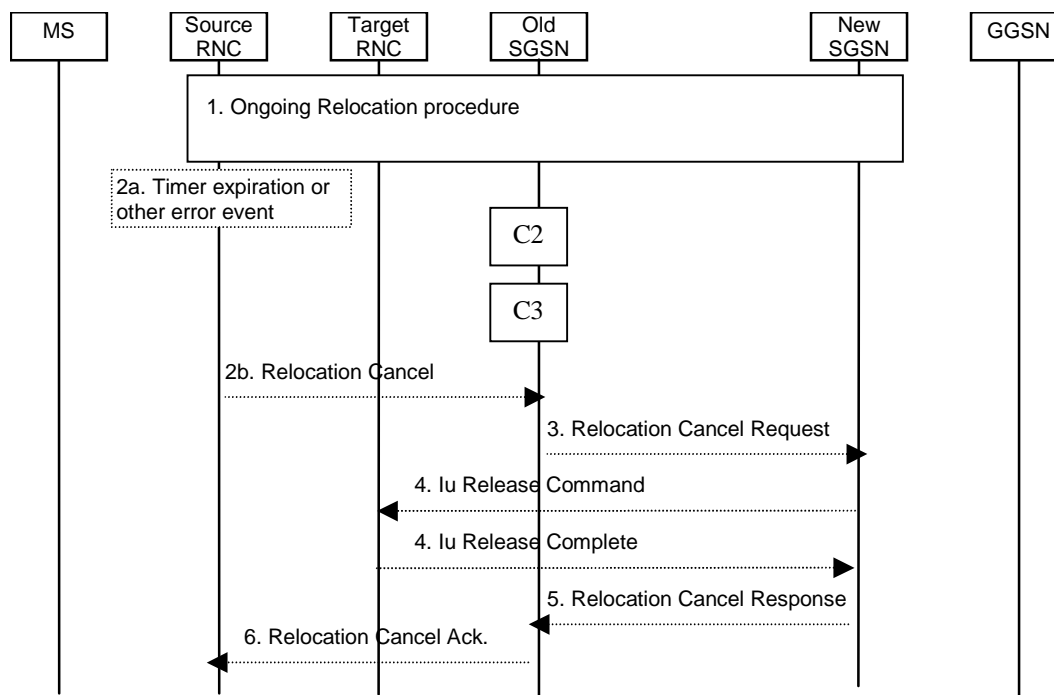 MS
Source
RNC
Target
RNC
Old
SGSN
New
SGSN
GGSN
1. Ongoing Relocation procedure
2a. Timer expiration or
other error event
C2
C3
2b. Relocation Cancel
3. Relocation Cancel Request
4. Iu Release Command
4. Iu Release Complete
5. Relocation Cancel Response
6. Relocation Cancel Ack.